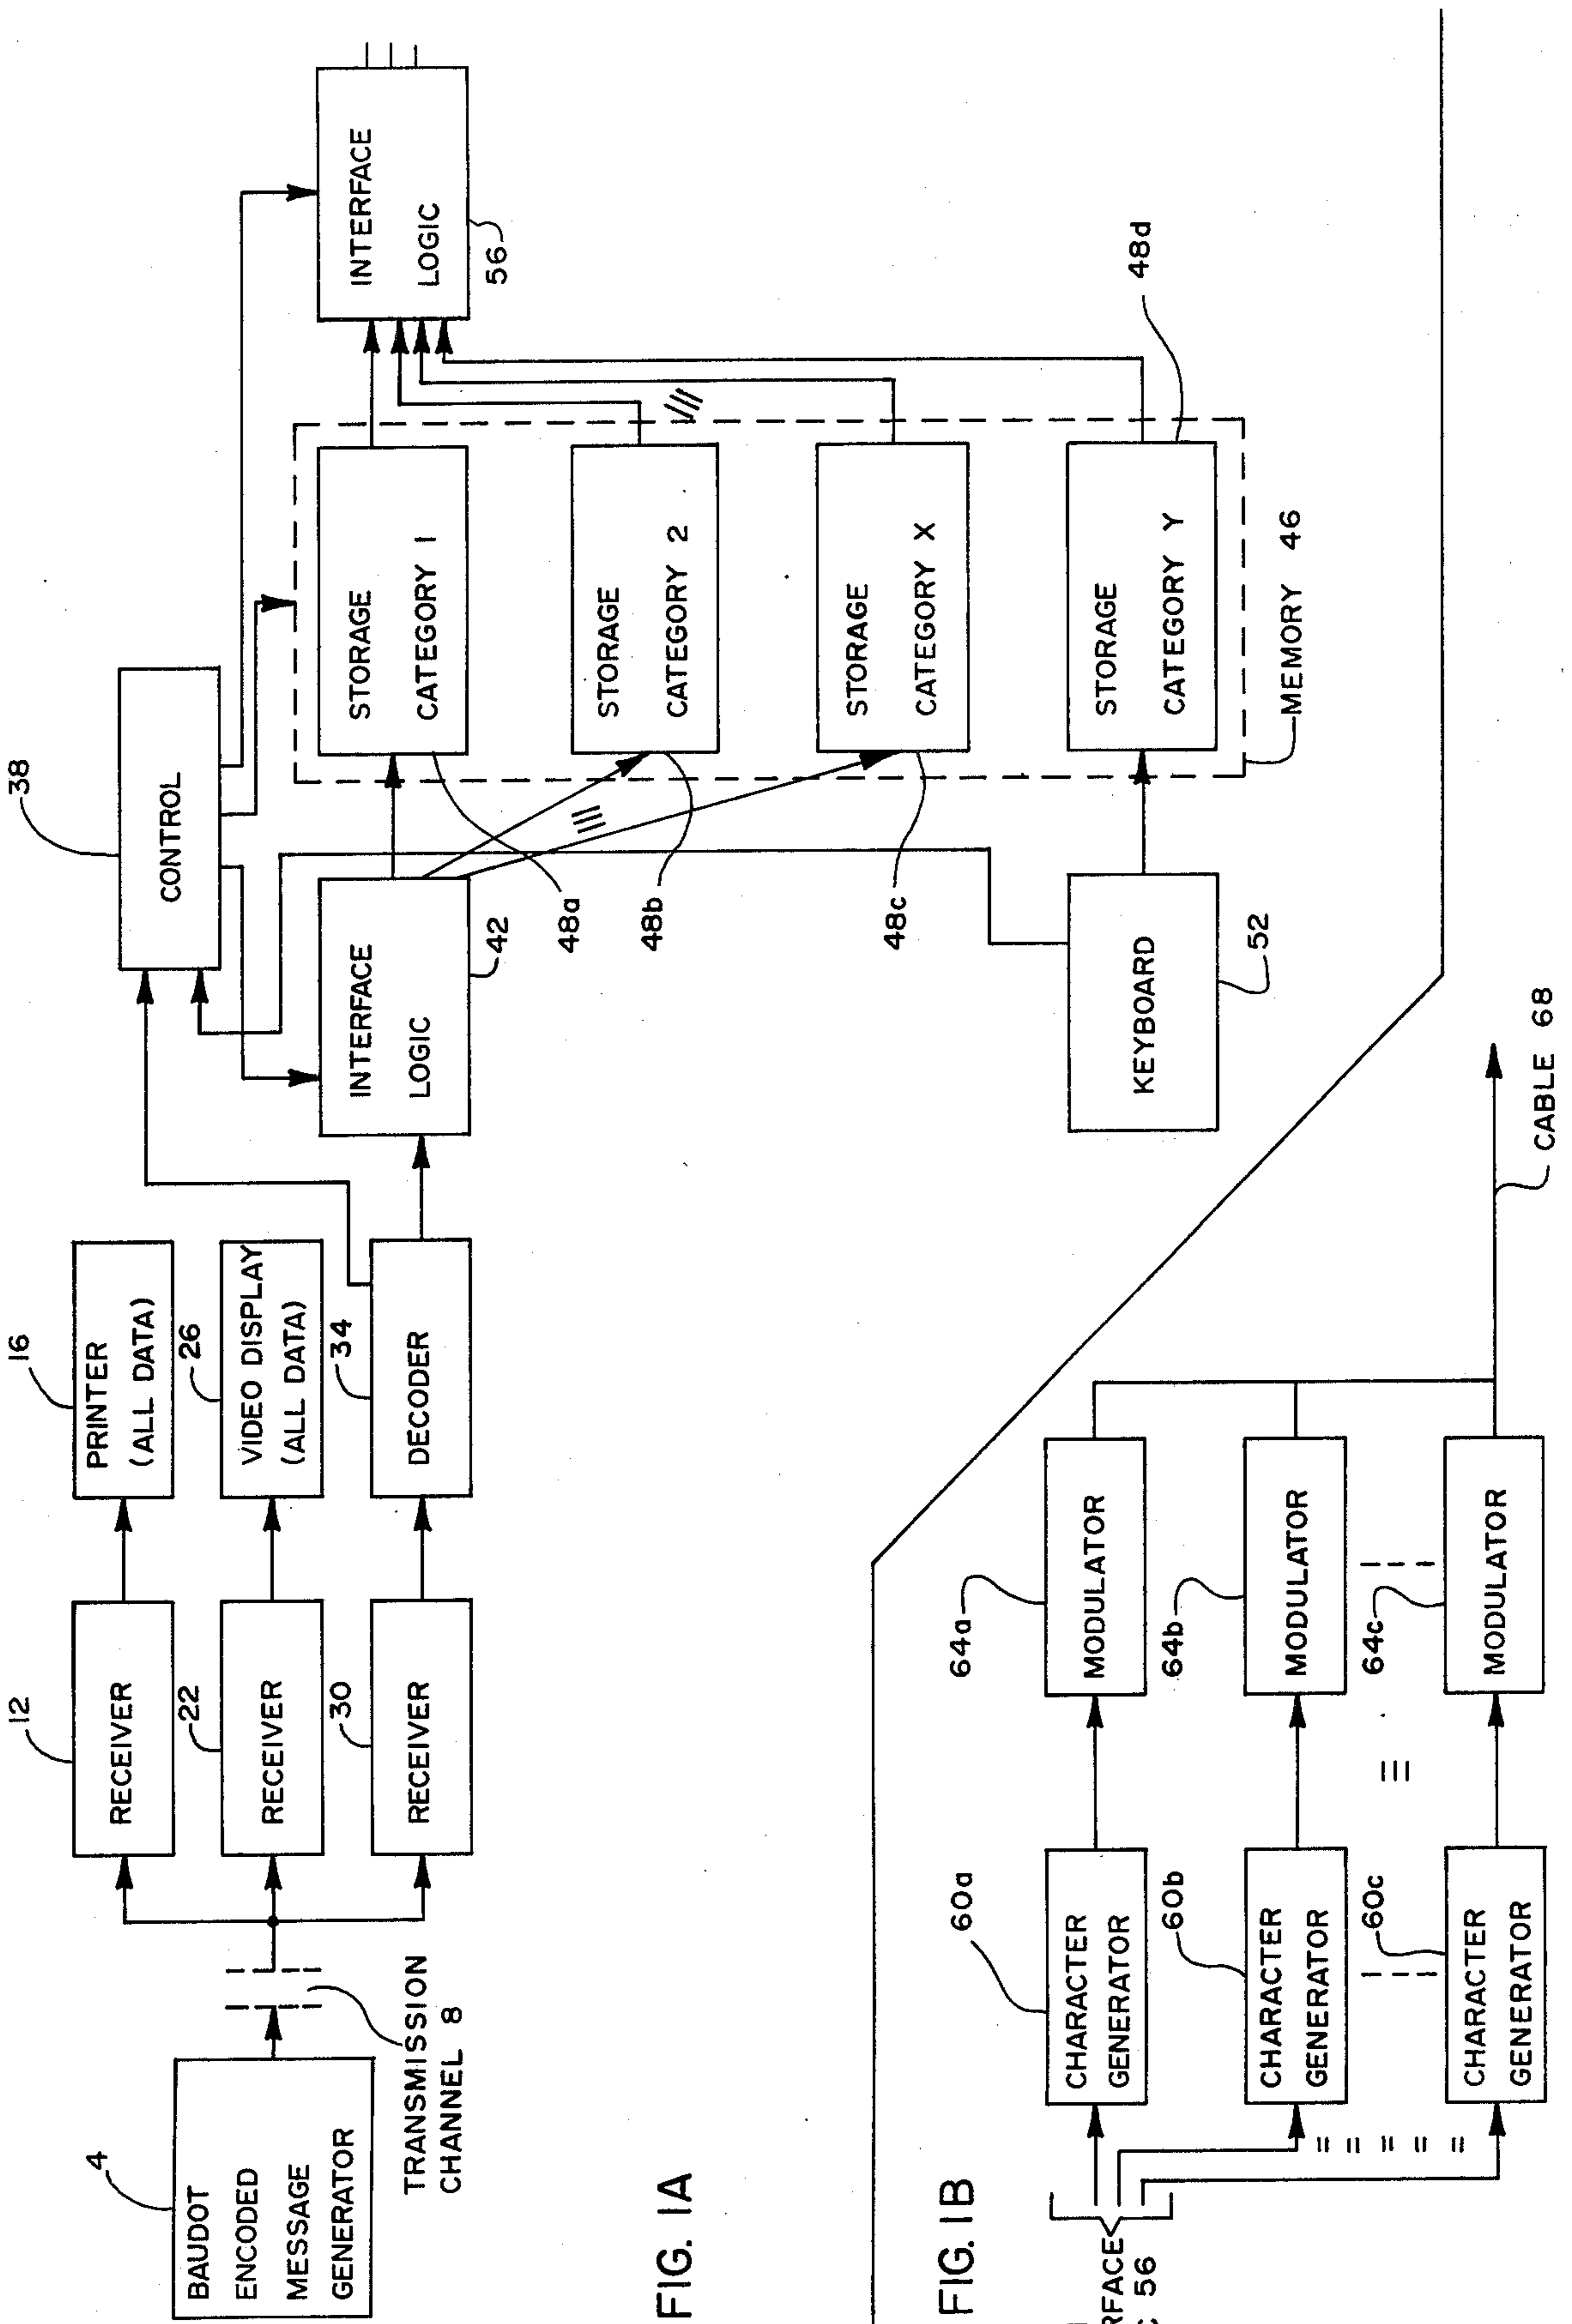 4
BAUDOT
ENCODED
MESSAGE
GENERATOR
TRANSMISSION
CHANNEL 8
12
RECEIVER
22
RECEIVER
30
RECEIVER
16
PRINTER
(ALL DATA)
26
VIDEO DISPLAY
(ALL DATA)
34
DECODER
38
CONTROL
INTERFACE
LOGIC
42
48a
48b
48c
STORAGE
CATEGORY 1
STORAGE
CATEGORY 2
STORAGE
CATEGORY X
STORAGE
CATEGORY Y
48d
MEMORY 46
KEYBOARD
52
INTERFACE
LOGIC
56
FIG. 1A
FIG. 1B
RFACE
56
60a
CHARACTER
GENERATOR
60b
CHARACTER
GENERATOR
60c
CHARACTER
GENERATOR
64a
MODULATOR
64b
MODULATOR
64c
MODULATOR
CABLE 68